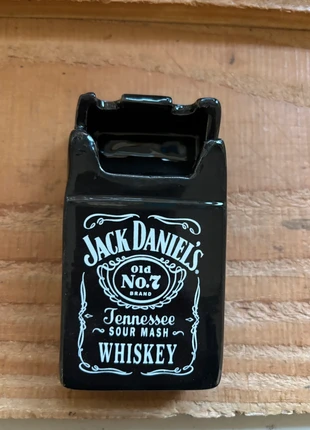 JACK DANIEL'S
Old
No.7
BRAND
Tennessee
SOUR MASH
WHISKEY